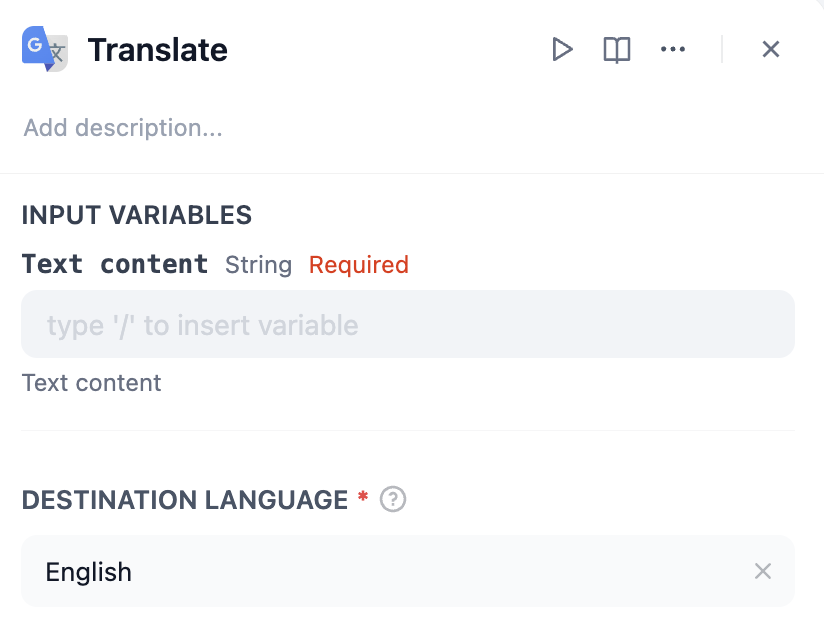 G 文
Translate
Add description...
INPUT VARIABLES
Text content String Required
type '/' to insert variable
Text content
DESTINATION LANGUAGE * ?
English